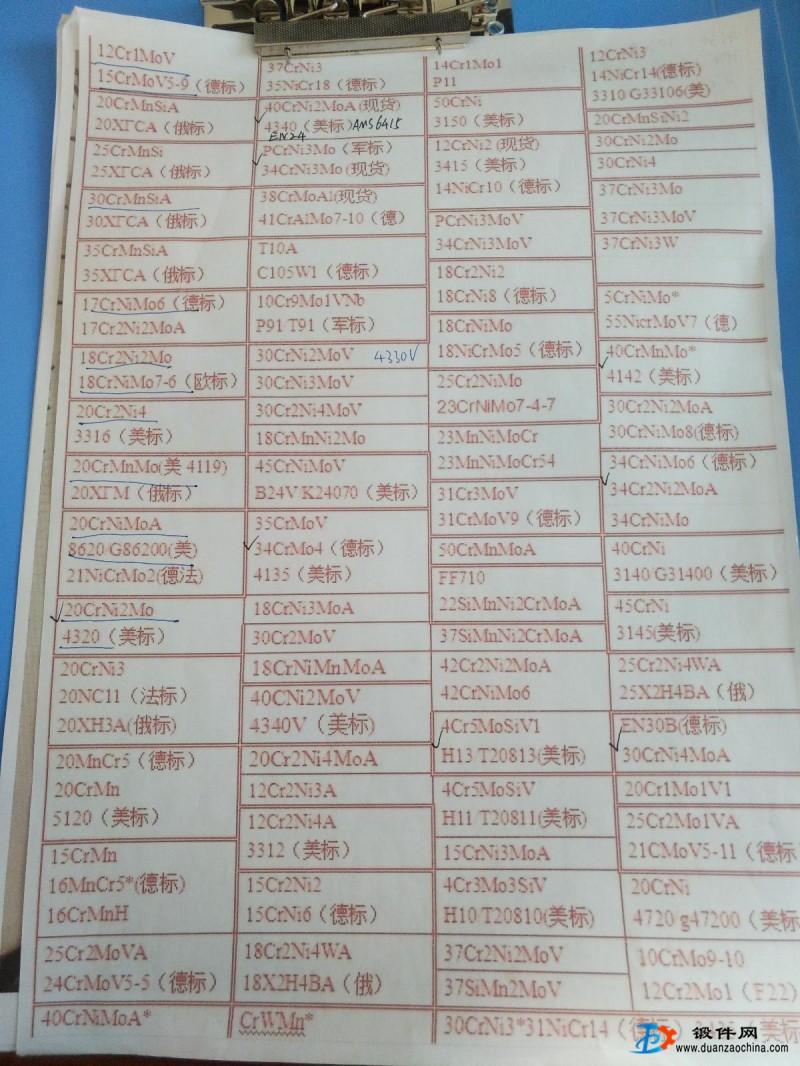 12Cr1MoV
15CrMoV5-9（德标）
20CrMnSiA
20ХГСА（俄标）
25CrMnSi
25ХГСА（俄标）
30CrMnSiA
30ХГСА（俄标）
35CrMnSiA
35ХГСА（俄标）
17CrNiMo6（德标）
17Cr2Ni2MoA
18Cr2Ni2Mo
18CrNiMo7-6（欧标）
20Cr2Ni4
3316（美标）
20CrMnMo(美 4119)
20ХГМ（俄标）
20CrNiMoA
8620/G86200(美)
21NiCrMo2(德法)
20CrNi2Mo
4320（美标）
20CrNi3
20NC11（法标）
20XH3A(俄标)
20MnCr5（德标）
20CrMn
5120（美标）
15CrMn
16MnCr5*(德标)
16CrMnH
25Cr2MoVA
24CrMoV5-5（德标）
40CrNiMoA*
37CrNi3
35NiCr18（德标）
40CrNi2MoA(现货)
4340（美标）AMS6415
EN24
PCrNi3Mo（军标）
34CrNi3Mo(现货)
38CrMoAl(现货)
41CrAlMo7-10（德）
T10A
C105W1（德标）
10Cr9Mo1VNb
P91/T91（军标）
30CrNi2MoV 4330V
30CrNi3MoV
30Cr2Ni4MoV
18CrMnNi2Mo
45CrNiMoV
B24V/K24070（美标）
35CrMoV
34CrMo4（德标）
4135（美标）
18CrNi3MoA
30Cr2MoV
18CrNiMnMoA
40CNi2MoV
4340V（美标）
20Cr2Ni4MoA
12Cr2Ni3A
12Cr2Ni4A
3312（美标）
15Cr2Ni2
15CrNi6（德标）
18Cr2Ni4WA
18X2H4BA（俄）
CrWMn*
14Cr1Mo1
P11
50CrNi
3150（美标）
12CrNi2（现货）
3415（美标）
14NiCr10（德标）
PCrNi3MoV
34CrNi3MoV
18Cr2Ni2
18CrNi8（德标）
18CrNiMo
18NiCrMo5（德标）
25Cr2NiMo
23CrNiMo7-4-7
23MnNiMoCr
23MnNiMoCr54
31Cr3MoV
31CrMoV9（德标）
50CrMnMoA
FF710
22SiMnNi2CrMoA
37SiMnNi2CrMoA
42Cr2Ni2MoA
42CrNiMo6
4Cr5MoSiV1
H13/T20813(美标)
4Cr5MoSiV
H11/T20811(美标)
15CrNi3MoA
4Cr3Mo3SiV
H10/T20810(美标)
37Cr2Ni2MoV
37SiMn2MoV
30CrNi3*31NiCr14（德标）
12CrNi3
14NiCr14(德标)
3310/G33106(美)
20CrMnSiNi2
30CrNi2Mo
30CrNi4
37CrNi3Mo
37CrNi3MoV
37CrNi3W
5CrNiMo*
55NicrMoV7（德）
40CrMnMo*
4142（美标）
30Cr2Ni2MoA
30CrNiMo8(德标)
34CrNiMo6（德标）
34Cr2Ni2MoA
34CrNiMo
40CrNi
3140/G31400（美标）
45CrNi
3145(美标）
25Cr2Ni4WA
25X2H4BA（俄）
EN30B(德标)
30CrNi4MoA
20Cr1Mo1V1
25Cr2Mo1VA
21CMoV5-11（德标
20CrNi
4720/g47200（美标
10CrMo9-10
12Cr2Mo1（F22）
锻件网
www.duanzaochina.com